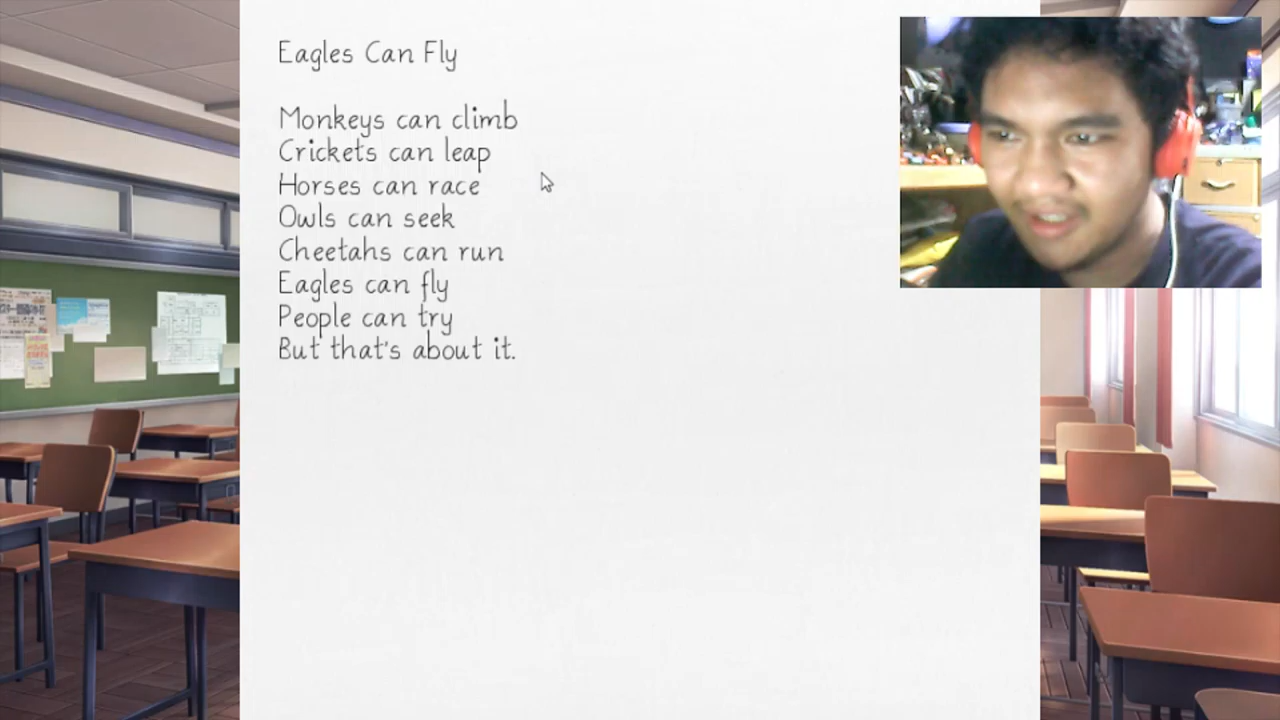 Eagles Can Fly
Monkeys can climb
Crickets can leap
Horses can race
Owls can seek
Cheetahs can run
Eagles can fly
People can try
But that's about it.